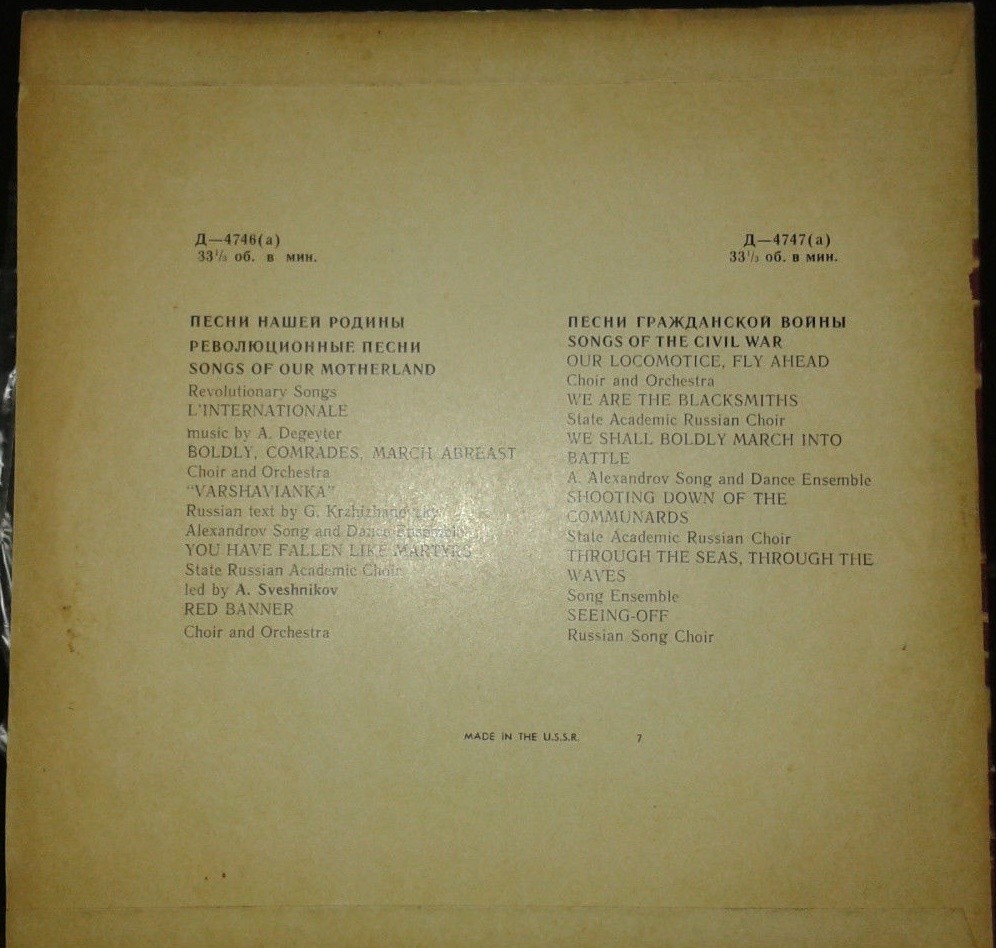 Д—4746(а)
33⅓ об. в мин.
ПЕСНИ НАШЕЙ РОДИНЫ
РЕВОЛЮЦИОННЫЕ ПЕСНИ
SONGS OF OUR MOTHERLAND
Revolutionary Songs
L'INTERNATIONALE
music by A. Degeyter
BOLDLY, COMRADES, MARCH ABREAST
Choir and Orchestra
“VARSHAVIANKA”
Russian text by G. Krzhizhanovsky
Alexandrov Song and Dance Ensemble
YOU HAVE FALLEN LIKE MARTYRS
State Russian Academic Choir
led by A. Sveshnikov
RED BANNER
Choir and Orchestra
Д—4747(а)
33⅓ об. в мин.
ПЕСНИ ГРАЖДАНСКОЙ ВОЙНЫ
SONGS OF THE CIVIL WAR
OUR LOCOMOTICE, FLY AHEAD
Choir and Orchestra
WE ARE THE BLACKSMITHS
State Academic Russian Choir
WE SHALL BOLDLY MARCH INTO
BATTLE
A. Alexandrov Song and Dance Ensemble
SHOOTING DOWN OF THE
COMMUNARDS
State Academic Russian Choir
THROUGH THE SEAS, THROUGH THE
WAVES
Song Ensemble
SEEING-OFF
Russian Song Choir
MADE IN THE U.S.S.R. 7